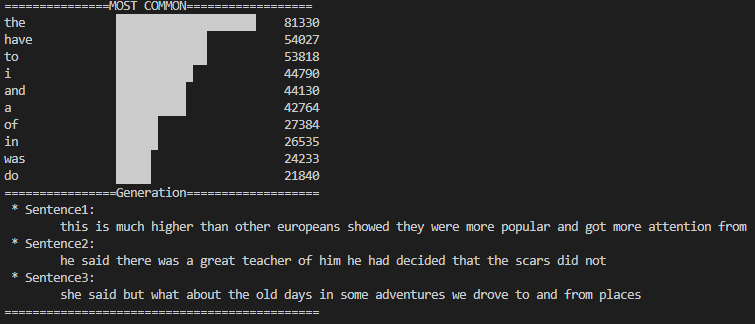 ===============MOST COMMON==================
the 81330
have 54027
to 53818
i 44790
and 44130
a 42764
of 27384
in 26535
was 24233
do 21840
================Generation===================
* Sentence1:
this is much higher than other europeans showed they were more popular and got more attention from
* Sentence2:
he said there was a great teacher of him he had decided that the scars did not
* Sentence3:
she said but what about the old days in some adventures we drove to and from places
=============================================